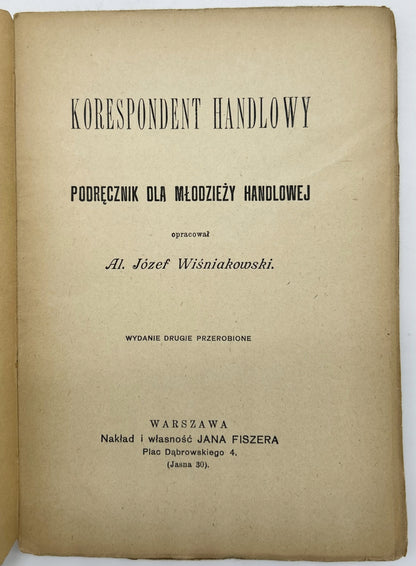 KORESPONDENT HANDLOWY
PODRĘCZNIK DLA MŁODZIEŻY HANDLOWEJ
opracował
Al. Józef Wiśniakowski.
WYDANIE DRUGIE PRZEROBIONE
WARSZAWA
Nakład i własność JANA FISZERA
Plac Dąbrowskiego 4.
(Jasna 30).